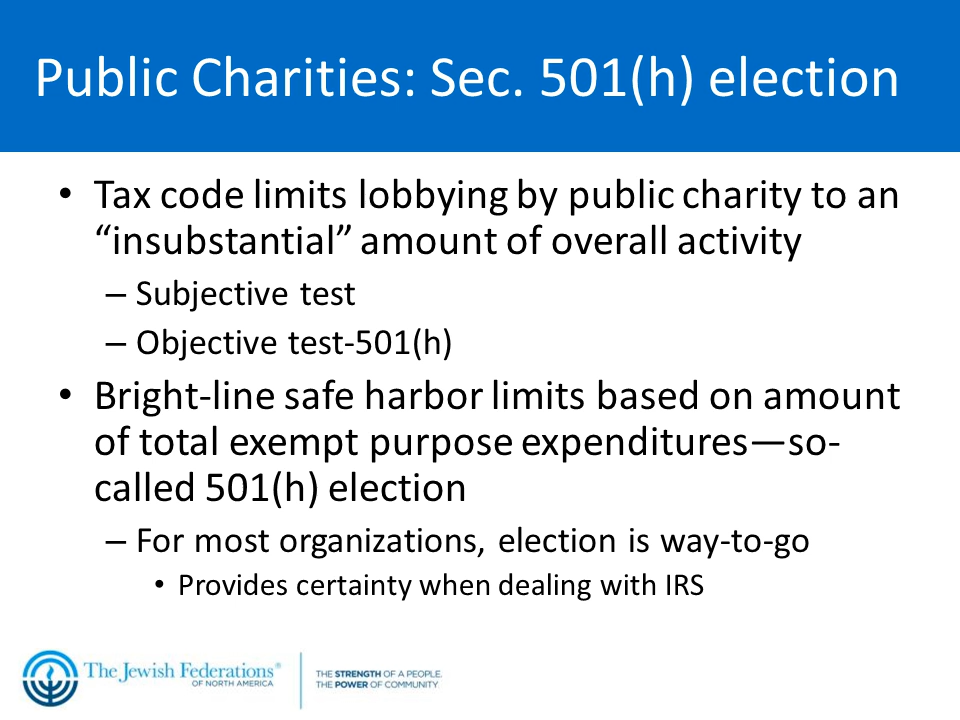 Public Charities: Sec. 501(h) election
• Tax code limits lobbying by public charity to an
“insubstantial” amount of overall activity
– Subjective test
– Objective test-501(h)
• Bright-line safe harbor limits based on amount
of total exempt purpose expenditures—so-
called 501(h) election
– For most organizations, election is way-to-go
• Provides certainty when dealing with IRS
The Jewish Federations®
OF NORTH AMERICA
THE STRENGTH OF A PEOPLE.
THE POWER OF COMMUNITY